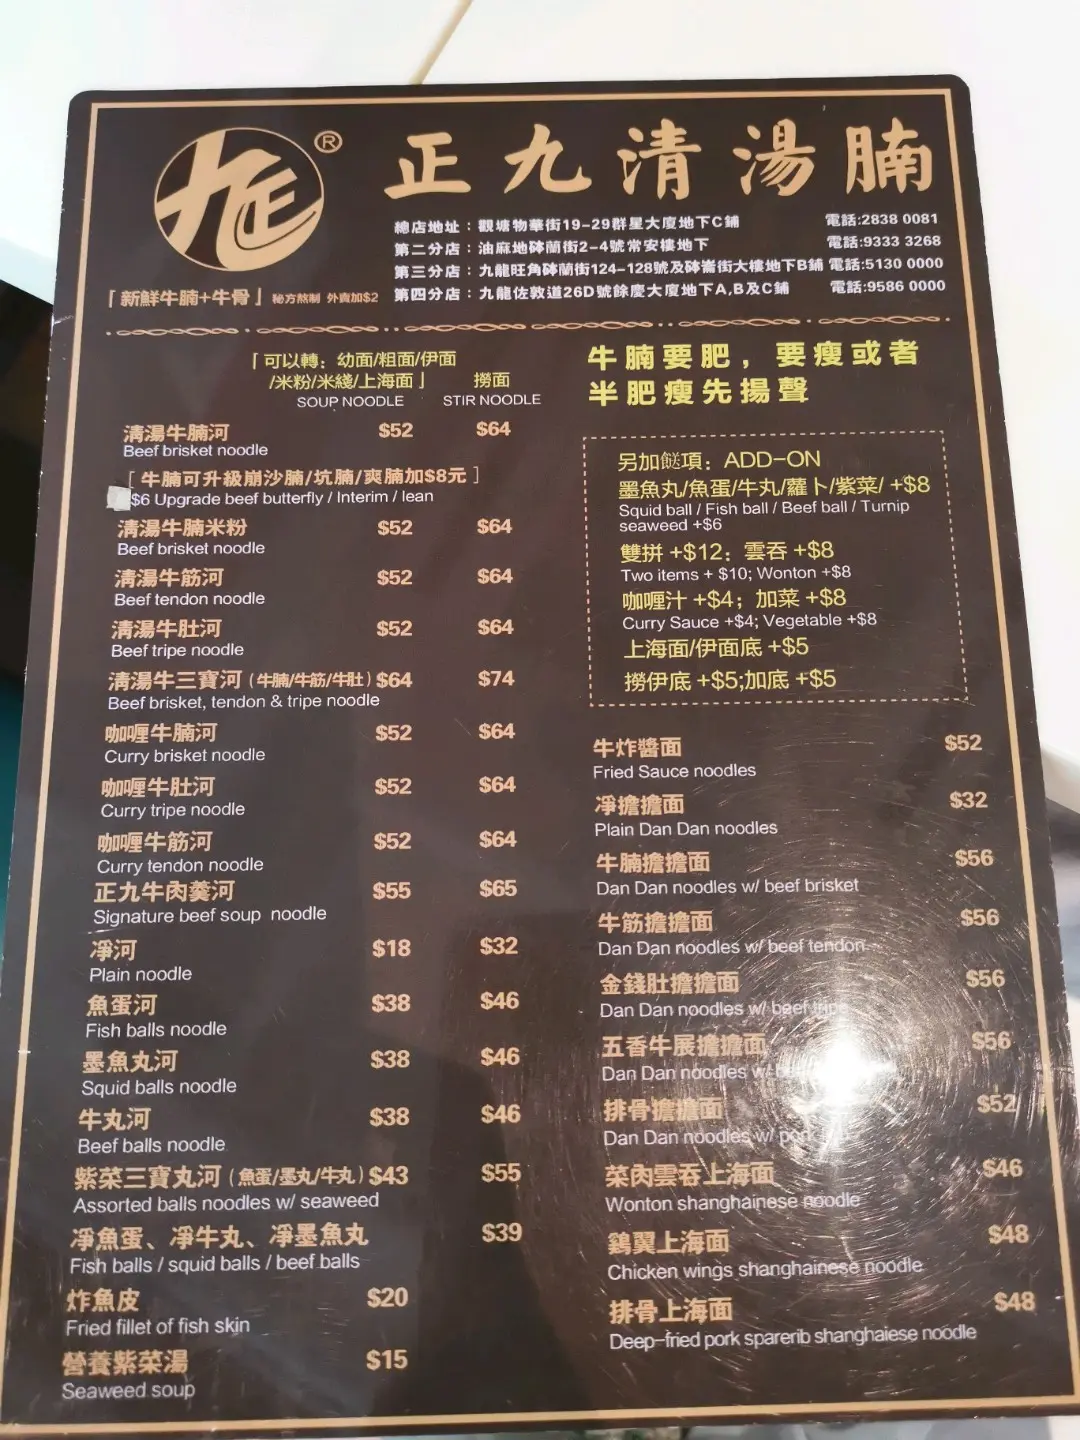 九正®
正九清湯腩
總店地址：觀塘物華街19-29群星大廈地下C鋪 電話:2838 0081
第二分店：油麻地砵蘭街2-4號常安樓地下 電話:9333 3268
第三分店：九龍旺角砵蘭街124-128號及砵崙街大樓地下B鋪 電話:5130 0000
第四分店：九龍佐敦道26D號餘慶大廈地下A,B及C鋪 電話:9586 0000
「新鮮牛腩+牛骨」秘方熬制 外賣加$2
「可以轉：幼面/粗面/伊面
/米粉/米綫/上海面」 撈面
SOUP NOODLE STIR NOODLE
清湯牛腩河 $52 $64
Beef brisket noodle
[ 牛腩可升級崩沙腩/坑腩/爽腩加$8元 ]
$6 Upgrade beef butterfly / Interim / lean
清湯牛腩米粉 $52 $64
Beef brisket noodle
清湯牛筋河 $52 $64
Beef tendon noodle
清湯牛肚河 $52 $64
Beef tripe noodle
清湯牛三寶河（牛腩/牛筋/牛肚）$64 $74
Beef brisket, tendon & tripe noodle
咖喱牛腩河 $52 $64
Curry brisket noodle
咖喱牛肚河 $52 $64
Curry tripe noodle
咖喱牛筋河 $52 $64
Curry tendon noodle
正九牛肉羹河 $55 $65
Signature beef soup noodle
凈河 $18 $32
Plain noodle
魚蛋河 $38 $46
Fish balls noodle
墨魚丸河 $38 $46
Squid balls noodle
牛丸河 $38 $46
Beef balls noodle
紫菜三寶丸河（魚蛋/墨丸/牛丸）$43 $55
Assorted balls noodles w/ seaweed
凈魚蛋、凈牛丸、凈墨魚丸 $39
Fish balls / squid balls / beef balls
炸魚皮 $20
Fried fillet of fish skin
營養紫菜湯 $15
Seaweed soup
牛腩要肥，要瘦或者
半肥瘦先揚聲
另加餸項：ADD-ON
墨魚丸/魚蛋/牛丸/蘿卜/紫菜/ +$8
Squid ball / Fish ball / Beef ball / Turnip
seaweed +$6
雙拼 +$12；雲吞 +$8
Two items + $10; Wonton +$8
咖喱汁 +$4；加菜 +$8
Curry Sauce +$4; Vegetable +$8
上海面/伊面底 +$5
撈伊底 +$5;加底 +$5
牛炸醬面 $52
Fried Sauce noodles
凈擔擔面 $32
Plain Dan Dan noodles
牛腩擔擔面 $56
Dan Dan noodles w/ beef brisket
牛筋擔擔面 $56
Dan Dan noodles w/ beef tendon
金錢肚擔擔面 $56
Dan Dan noodles w/ beef tripe
五香牛展擔擔面 $56
Dan Dan noodles w/
排骨擔擔面 $52
Dan Dan noodles w/
菜肉雲吞上海面 $46
Wonton shanghainese noodle
鷄翼上海面 $48
Chicken wings shanghainese noodle
排骨上海面 $48
Deep-fried pork sparerib shanghaiese noodle